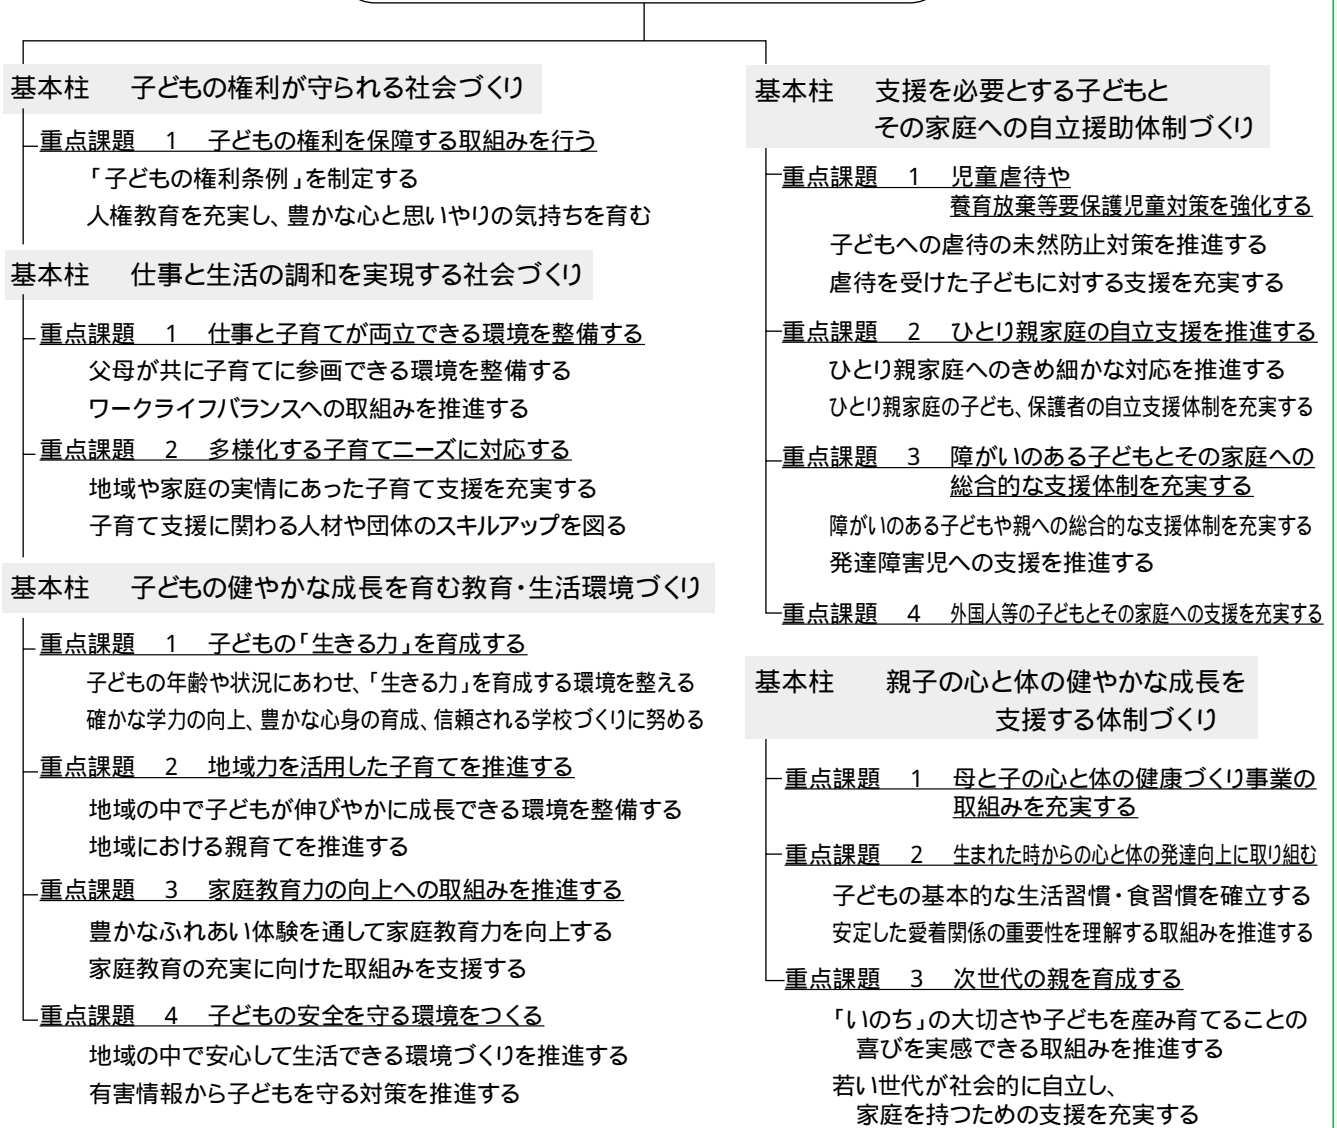 基本柱　子どもの権利が守られる社会づくり
重点課題　1　子どもの権利を保障する取組みを行う
「子どもの権利条例」を制定する
人権教育を充実し、豊かな心と思いやりの気持ちを育む
基本柱　仕事と生活の調和を実現する社会づくり
重点課題　1　仕事と子育てが両立できる環境を整備する
父母が共に子育てに参画できる環境を整備する
ワークライフバランスへの取組みを推進する
重点課題　2　多様化する子育てニーズに対応する
地域や家庭の実情にあった子育て支援を充実する
子育て支援に関わる人材や団体のスキルアップを図る
基本柱　子どもの健やかな成長を育む教育・生活環境づくり
重点課題　1　子どもの「生きる力」を育成する
子どもの年齢や状況にあわせ、「生きる力」を育成する環境を整える
確かな学力の向上、豊かな心身の育成、信頼される学校づくりに努める
重点課題　2　地域力を活用した子育てを推進する
地域の中で子どもが伸びやかに成長できる環境を整備する
地域における親育てを推進する
重点課題　3　家庭教育力の向上への取組みを推進する
豊かなふれあい体験を通して家庭教育力を向上する
家庭教育の充実に向けた取組みを支援する
重点課題　4　子どもの安全を守る環境をつくる
地域の中で安心して生活できる環境づくりを推進する
有害情報から子どもを守る対策を推進する
基本柱　支援を必要とする子どもと
その家庭への自立援助体制づくり
重点課題　1　児童虐待や
養育放棄等要保護児童対策を強化する
子どもへの虐待の未然防止対策を推進する
虐待を受けた子どもに対する支援を充実する
重点課題　2　ひとり親家庭の自立支援を推進する
ひとり親家庭へのきめ細かな対応を推進する
ひとり親家庭の子ども、保護者の自立支援体制を充実する
重点課題　3　障がいのある子どもとその家庭への
総合的な支援体制を充実する
障がいのある子どもや親への総合的な支援体制を充実する
発達障害児への支援を推進する
重点課題　4　外国人等の子どもとその家庭への支援を充実する
基本柱　親子の心と体の健やかな成長を
支援する体制づくり
重点課題　1　母と子の心と体の健康づくり事業の
取組みを充実する
重点課題　2　生まれた時からの心と体の発達向上に取り組む
子どもの基本的な生活習慣・食習慣を確立する
安定した愛着関係の重要性を理解する取組みを推進する
重点課題　3　次世代の親を育成する
「いのち」の大切さや子どもを産み育てることの
喜びを実感できる取組みを推進する
若い世代が社会的に自立し、
家庭を持つための支援を充実する